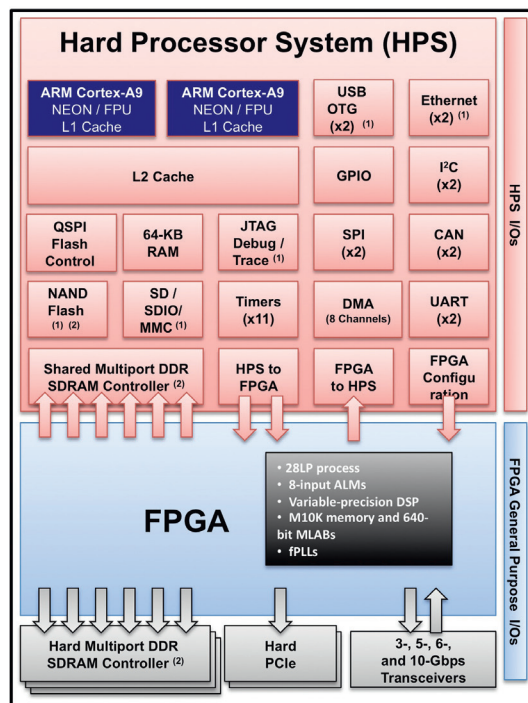 Hard Processor System (HPS)
ARM Cortex-A9
NEON / FPU
L1 Cache
ARM Cortex-A9
NEON / FPU
L1 Cache
USB
OTG
(x2) (1)
Ethernet
(x2) (1)
L2 Cache
GPIO
I²C
(x2)
QSPI
Flash
Control
64-KB
RAM
JTAG
Debug /
Trace (1)
SPI
(x2)
CAN
(x2)
NAND
Flash
(1) (2)
SD /
SDIO/
MMC (1)
Timers
(x11)
DMA
(8 Channels)
UART
(x2)
Shared Multiport DDR
SDRAM Controller (2)
HPS to
FPGA
FPGA
to HPS
FPGA
Configu
ration
HPS I/Os
FPGA
• 28LP process
• 8-input ALMs
• Variable-precision DSP
• M10K memory and 640-
bit MLABs
• fPLLs
FPGA General Purpose I/Os
Hard Multiport DDR
SDRAM Controller (2)
Hard
PCIe
3-, 5-, 6-,
and 10-Gbps
Transceivers